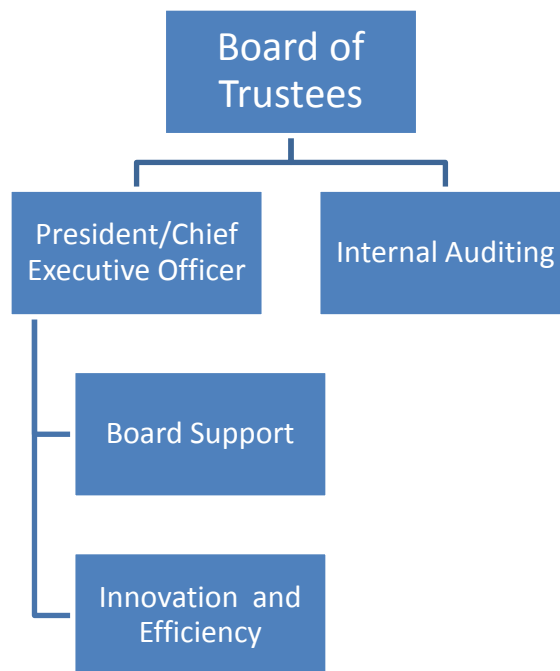 Board of
Trustees
President/Chief
Executive Officer
Internal Auditing
Board Support
Innovation and
Efficiency